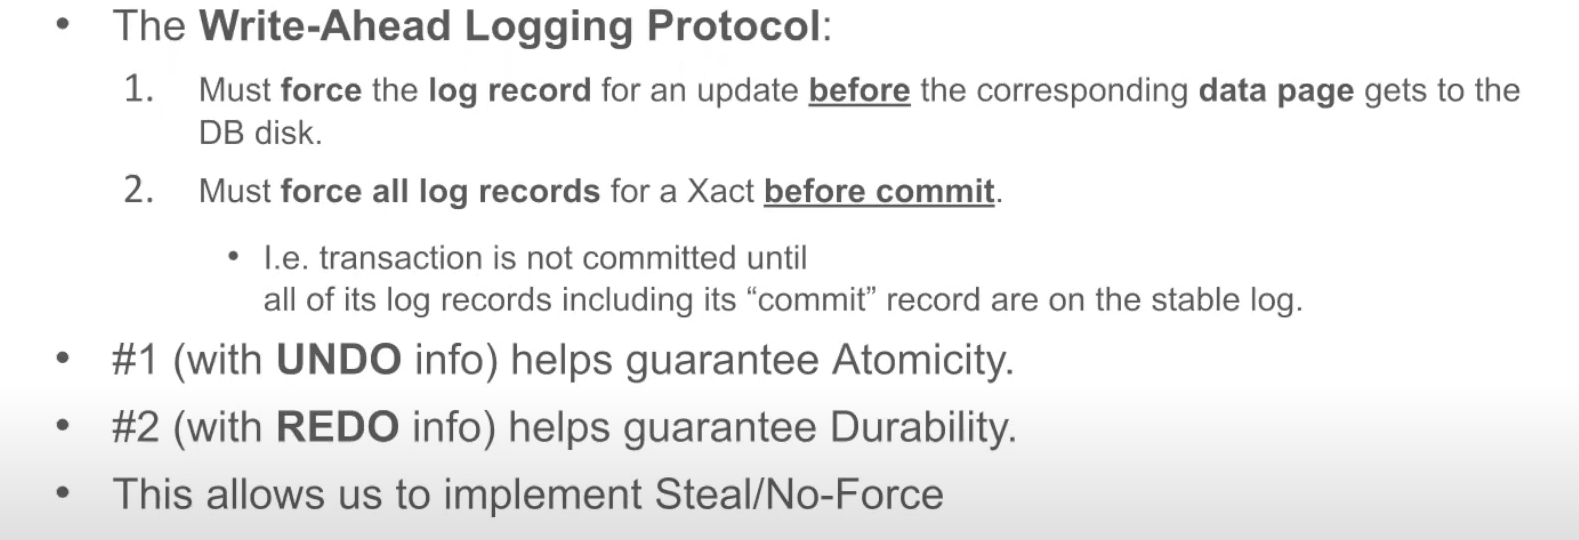 • The Write-Ahead Logging Protocol:
1. Must force the log record for an update before the corresponding data page gets to the
DB disk.
2. Must force all log records for a Xact before commit.
• I.e. transaction is not committed until
all of its log records including its “commit” record are on the stable log.
• #1 (with UNDO info) helps guarantee Atomicity.
• #2 (with REDO info) helps guarantee Durability.
• This allows us to implement Steal/No-Force